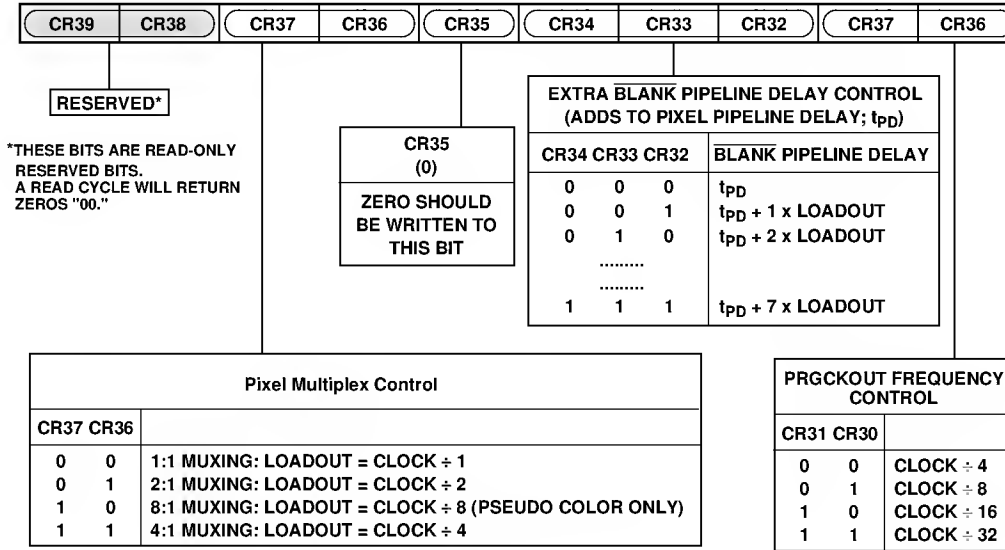 CR39 CR38 CR37 CR36 CR35 CR34 CR33 CR32 CR37 CR36
RESERVED*
*THESE BITS ARE READ-ONLY
RESERVED BITS.
A READ CYCLE WILL RETURN
ZEROS "00."
CR35
(0)
ZERO SHOULD
BE WRITTEN TO
THIS BIT
EXTRA BLANK PIPELINE DELAY CONTROL
(ADDS TO PIXEL PIPELINE DELAY; tPD)
CR34 CR33 CR32 BLANK PIPELINE DELAY
0 0 0 tPD
0 0 1 tPD + 1 x LOADOUT
0 1 0 tPD + 2 x LOADOUT
.........
.........
1 1 1 tPD + 7 x LOADOUT
Pixel Multiplex Control
CR37 CR36
0 0 1:1 MUXING: LOADOUT = CLOCK ÷ 1
0 1 2:1 MUXING: LOADOUT = CLOCK ÷ 2
1 0 8:1 MUXING: LOADOUT = CLOCK ÷ 8 (PSEUDO COLOR ONLY)
1 1 4:1 MUXING: LOADOUT = CLOCK ÷ 4
PRGCKOUT FREQUENCY
CONTROL
CR31 CR30
0 0 CLOCK ÷ 4
0 1 CLOCK ÷ 8
1 0 CLOCK ÷ 16
1 1 CLOCK ÷ 32